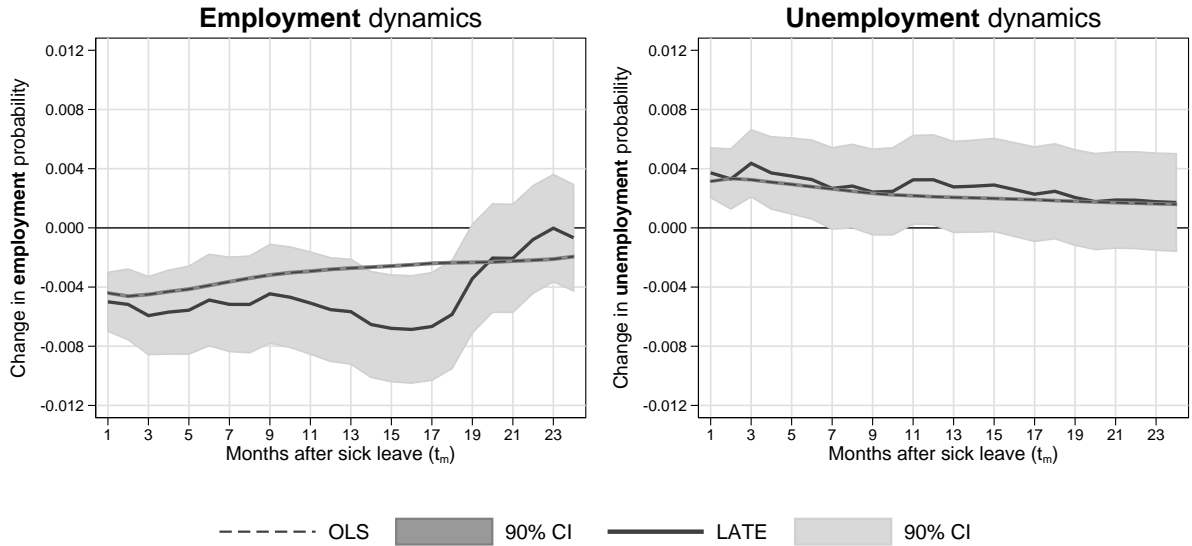 Employment dynamics
Change in employment probability
0.012
0.008
0.004
0.000
-0.004
-0.008
-0.012
1 3 5 7 9 11 13 15 17 19 21 23
Months after sick leave (tm)
Unemployment dynamics
Change in unemployment probability
0.012
0.008
0.004
0.000
-0.004
-0.008
-0.012
1 3 5 7 9 11 13 15 17 19 21 23
Months after sick leave (tm)
OLS 90% CI LATE 90% CI